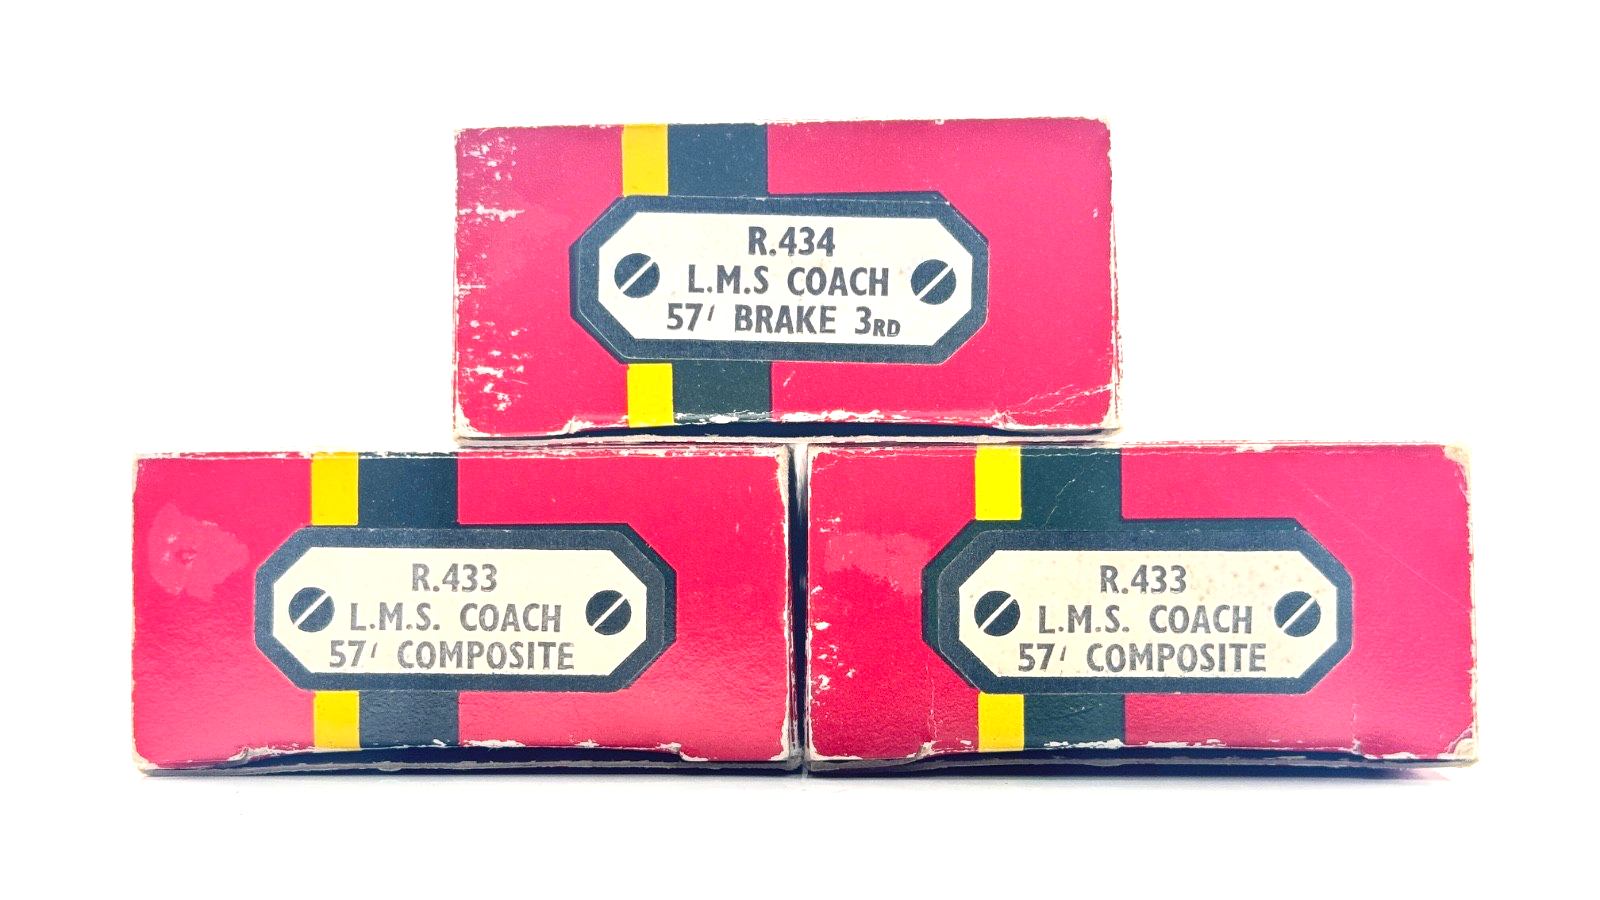 R.434
L.M.S COACH
57' BRAKE 3RD
R.433
L.M.S. COACH
57' COMPOSITE
R.433
L.M.S. COACH
57' COMPOSITE